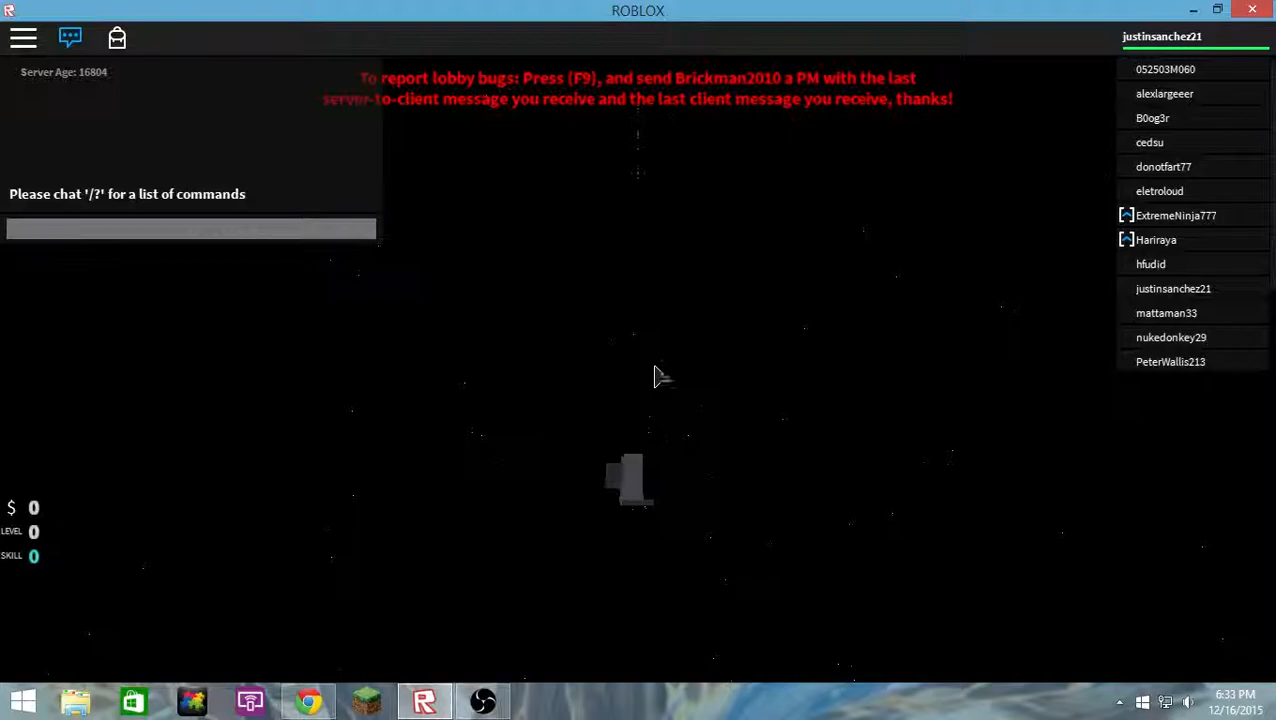 ROBLOX
justinsanchez21
Server Age: 16804
To report lobby bugs: Press (F9), and send Brickman2010 a PM with the last
server-to-client message you receive and the last client message you receive, thanks!
052503M060
alexlargeeer
B0og3r
cedsu
donotfart77
eletroloud
ExtremeNinja777
Hariraya
hfudid
justinsanchez21
mattaman33
nukedonkey29
PeterWallis213
Please chat '/?' for a list of commands
$ 0
LEVEL 0
SKILL 0
6:33 PM
12/16/2015